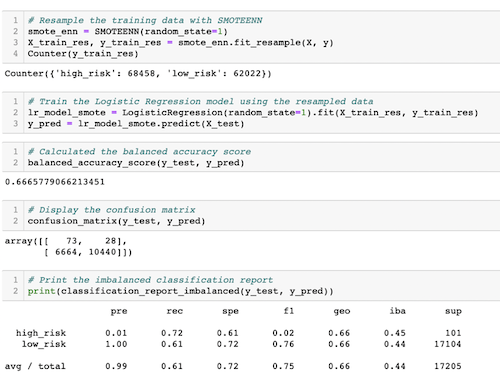 1 # Resample the training data with SMOTEENN
2 smote_enn = SMOTEENN(random_state=1)
3 X_train_res, y_train_res = smote_enn.fit_resample(X, y)
4 Counter(y_train_res)
Counter({'high_risk': 68458, 'low_risk': 62022})
1 # Train the Logistic Regression model using the resampled data
2 lr_model_smote = LogisticRegression(random_state=1).fit(X_train_res, y_train_res)
3 y_pred = lr_model_smote.predict(X_test)
1 # Calculated the balanced accuracy score
2 balanced_accuracy_score(y_test, y_pred)
0.6665779066213451
1 # Display the confusion matrix
2 confusion_matrix(y_test, y_pred)
array([[ 73, 28],
[ 6664, 10440]])
1 # Print the imbalanced classification report
2 print(classification_report_imbalanced(y_test, y_pred))
pre rec spe f1 geo iba sup
high_risk 0.01 0.72 0.61 0.02 0.66 0.45 101
low_risk 1.00 0.61 0.72 0.76 0.66 0.44 17104
avg / total 0.99 0.61 0.72 0.75 0.66 0.44 17205